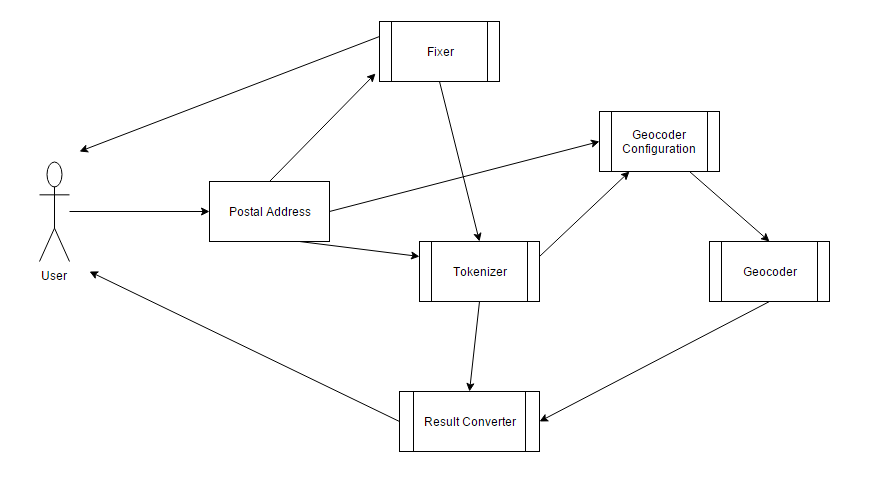 Fixer
Geocoder
Configuration
Postal Address
User
Tokenizer
Geocoder
Result Converter